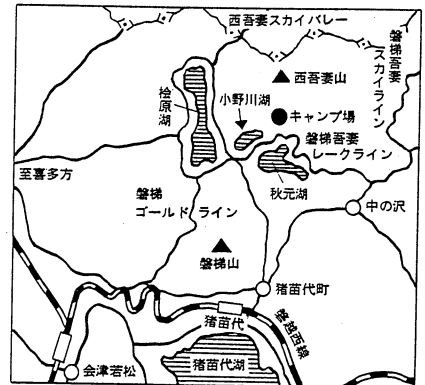 西吾妻スカイバレー
磐梯吾妻
スカイライン
西吾妻山
小野川湖
桧原湖
キャンプ場
磐梯吾妻
レークライン
秋元湖
至喜多方
磐梯
ゴールドライン
中の沢
磐梯山
猪苗代町
猪苗代
磐越西線
猪苗代湖
会津若松